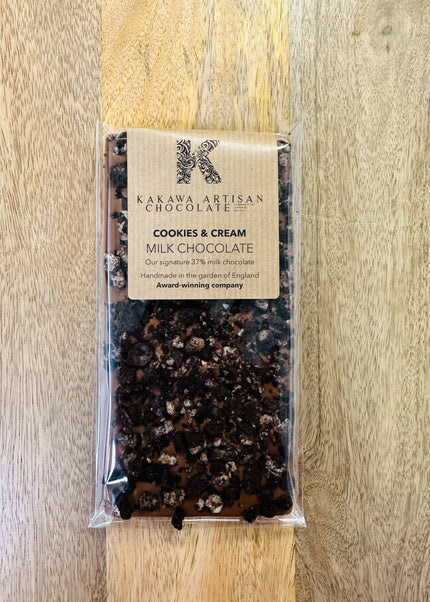 K
KAKAWA ARTISAN
CHOCOLATE
COOKIES & CREAM
MILK CHOCOLATE
Our signature 37% milk chocolate
Handmade in the garden of England
Award-winning company